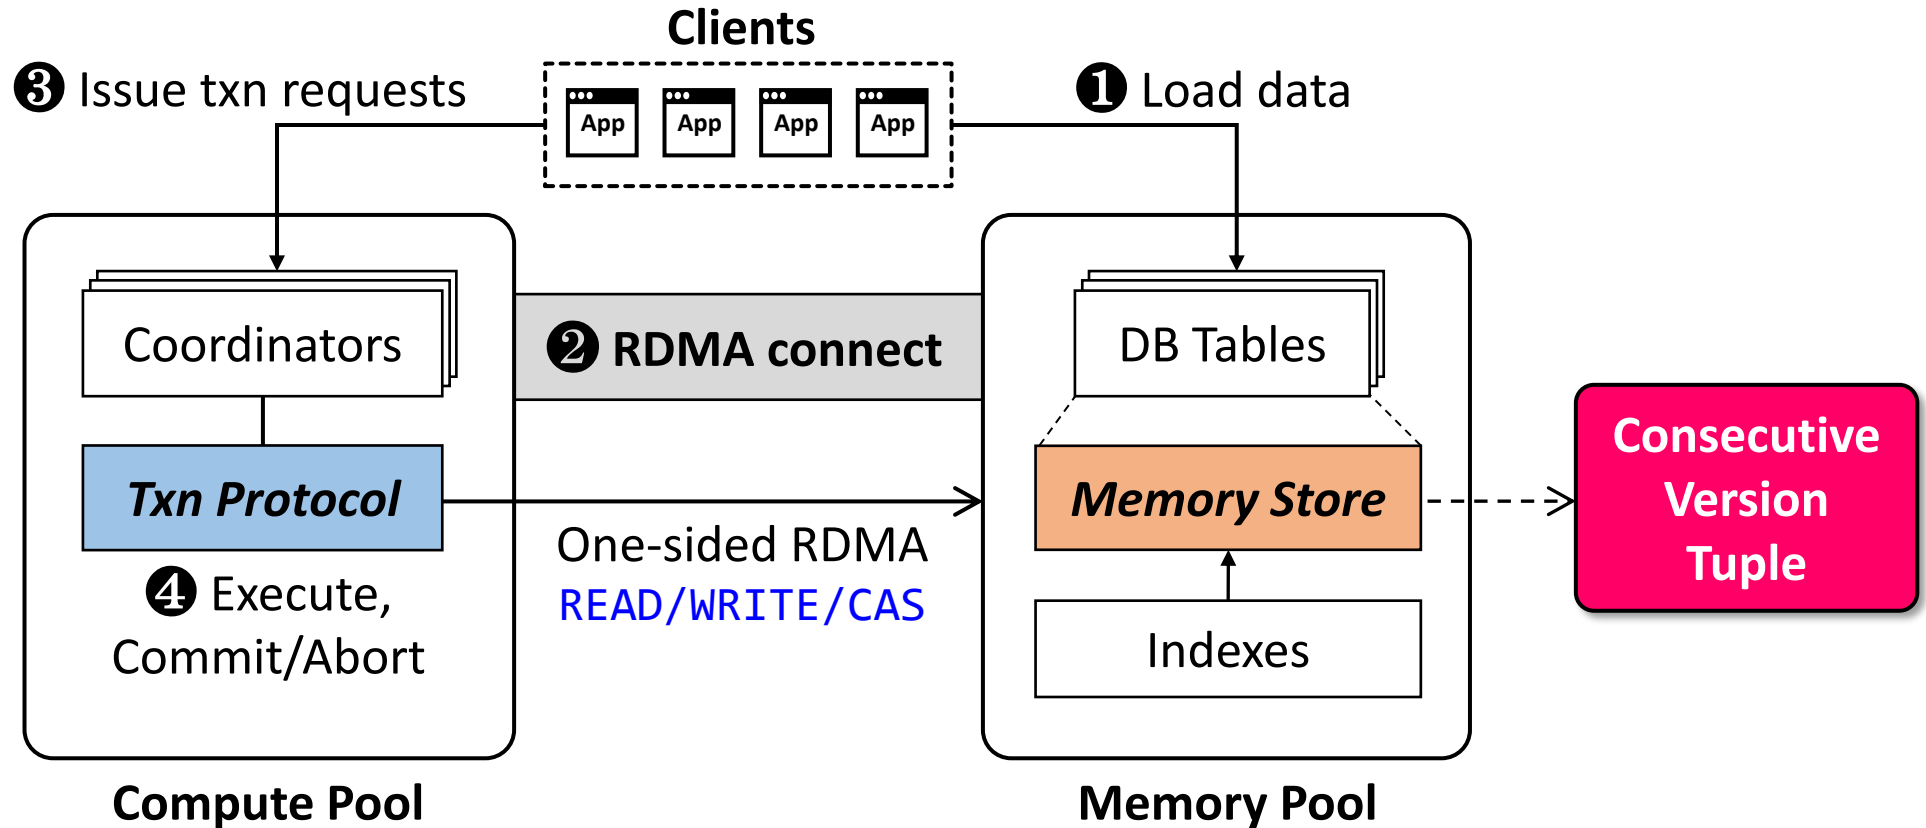 Clients
❸ Issue txn requests
App App App App
❶ Load data
Coordinators
❷ RDMA connect
DB Tables
Txn Protocol
One-sided RDMA
READ/WRITE/CAS
❹ Execute,
Commit/Abort
Memory Store
Indexes
Consecutive
Version
Tuple
Compute Pool
Memory Pool